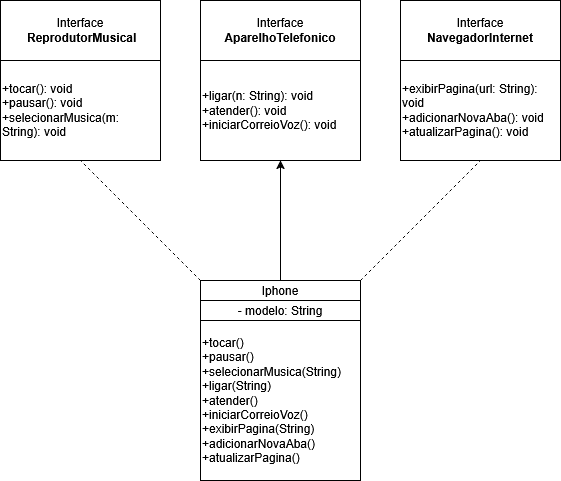 Interface
ReprodutorMusical
+tocar(): void
+pausar(): void
+selecionarMusica(m:
String): void
Interface
AparelhoTelefonico
+ligar(n: String): void
+atender(): void
+iniciarCorreioVoz(): void
Interface
NavegadorInternet
+exibirPagina(url: String):
void
+adicionarNovaAba(): void
+atualizarPagina(): void
Iphone
- modelo: String
+tocar()
+pausar()
+selecionarMusica(String)
+ligar(String)
+atender()
+iniciarCorreioVoz()
+exibirPagina(String)
+adicionarNovaAba()
+atualizarPagina()